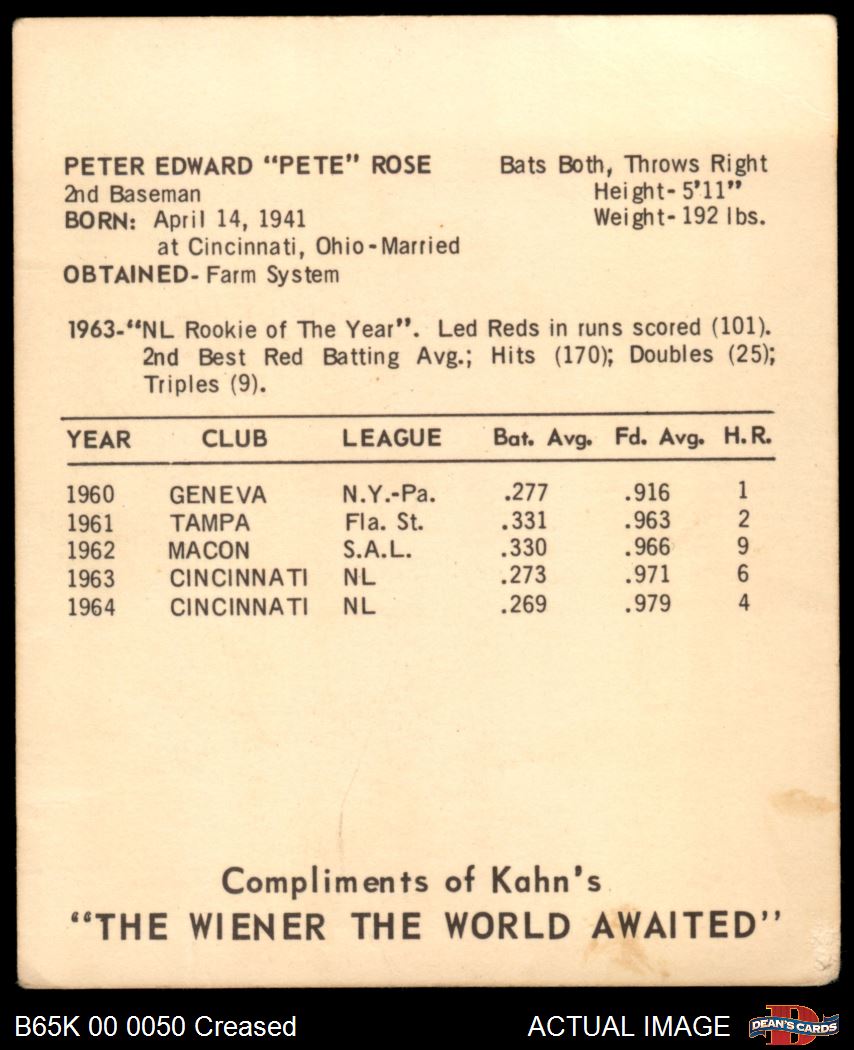 PETER EDWARD “PETE” ROSE Bats Both, Throws Right
2nd Baseman Height- 5'11”
BORN: April 14, 1941 Weight- 192 lbs.
at Cincinnati, Ohio-Married
OBTAINED- Farm System
1963-“NL Rookie of The Year”. Led Reds in runs scored (101).
2nd Best Red Batting Avg.; Hits (170); Doubles (25);
Triples (9).
YEAR CLUB LEAGUE Bat. Avg. Fd. Avg. H.R.
1960 GENEVA N.Y.-Pa. .277 .916 1
1961 TAMPA Fla. St. .331 .963 2
1962 MACON S.A.L. .330 .966 9
1963 CINCINNATI NL .273 .971 6
1964 CINCINNATI NL .269 .979 4
Compliments of Kahn's
“THE WIENER THE WORLD AWAITED”
B65K 00 0050 Creased ACTUAL IMAGE
D
DEAN'S CARDS